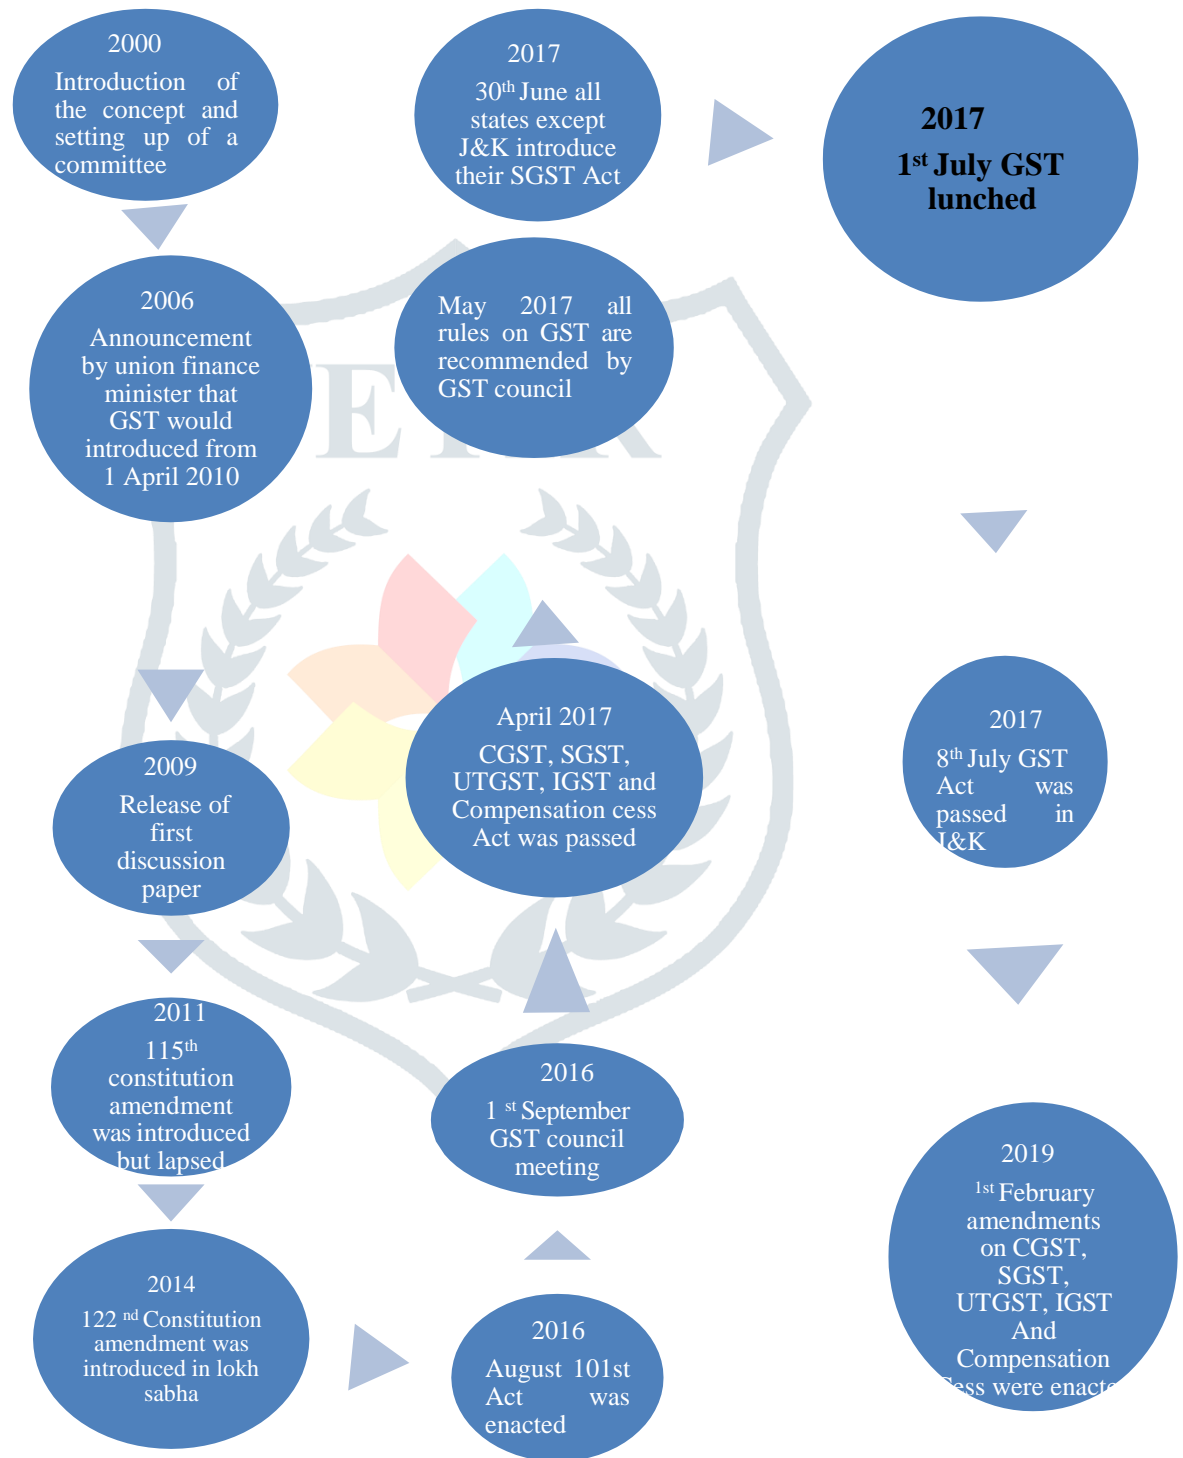 2000
Introduction of
the concept and
setting up of a
committee
2006
Announcement
by union finance
minister that
GST would
introduced from
1 April 2010
2009
Release of
first
discussion
paper
2011
115th
constitution
amendment
was introduced
but lapsed
2014
122 nd Constitution
amendment was
introduced in lokh
sabha
2016
August 101st
Act was
enacted
2016
1 st September
GST council
meeting
April 2017
CGST, SGST,
UTGST, IGST and
Compensation cess
Act was passed
May 2017 all
rules on GST are
recommended by
GST council
2017
30th June all
states except
J&K introduce
their SGST Act
2017
1st July GST
lunched
2017
8th July GST
Act was
passed in
J&K
2019
1st February
amendments
on CGST,
SGST,
UTGST, IGST
And
Compensation
Cess were enacte